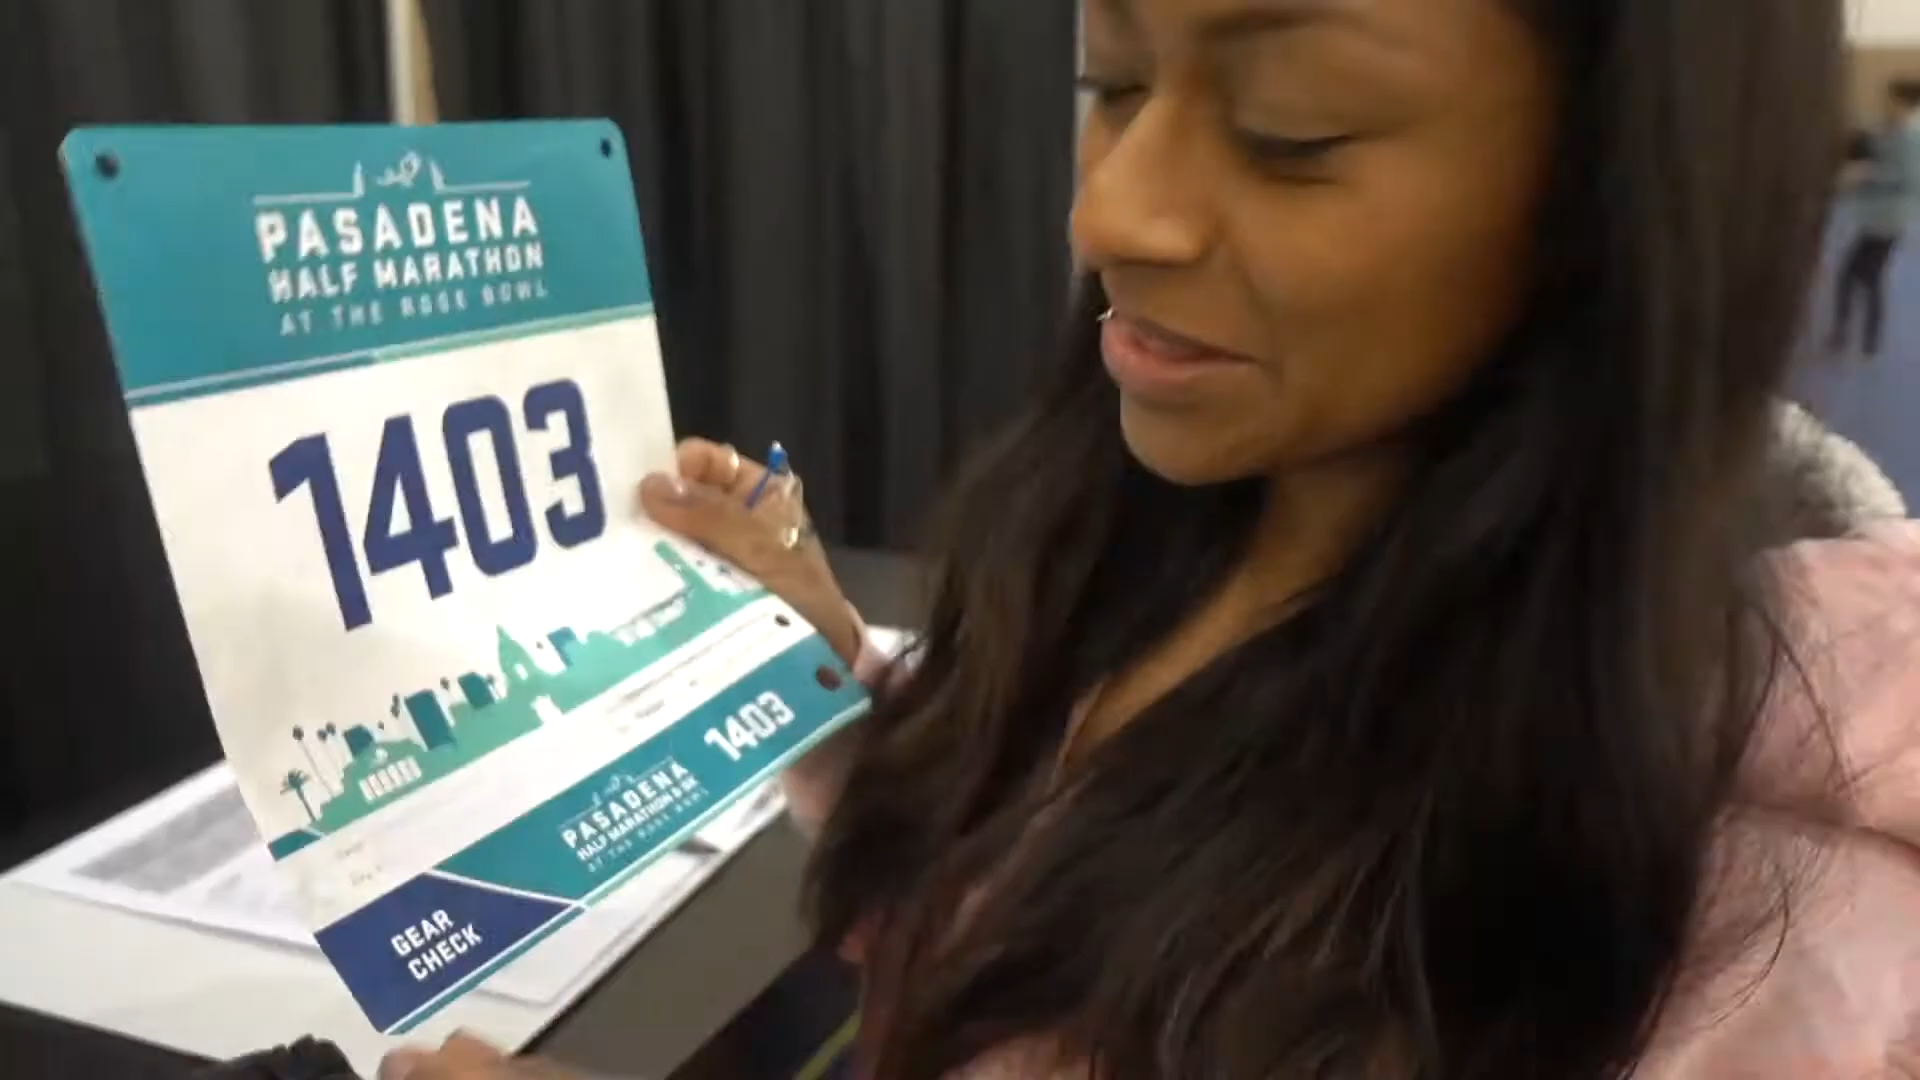 PASADENA
HALF MARATHON
AT THE ROSE BOWL
1403
1403
PASADENA
HALF MARATHON & 5K
AT THE ROSE BOWL
GEAR
CHECK